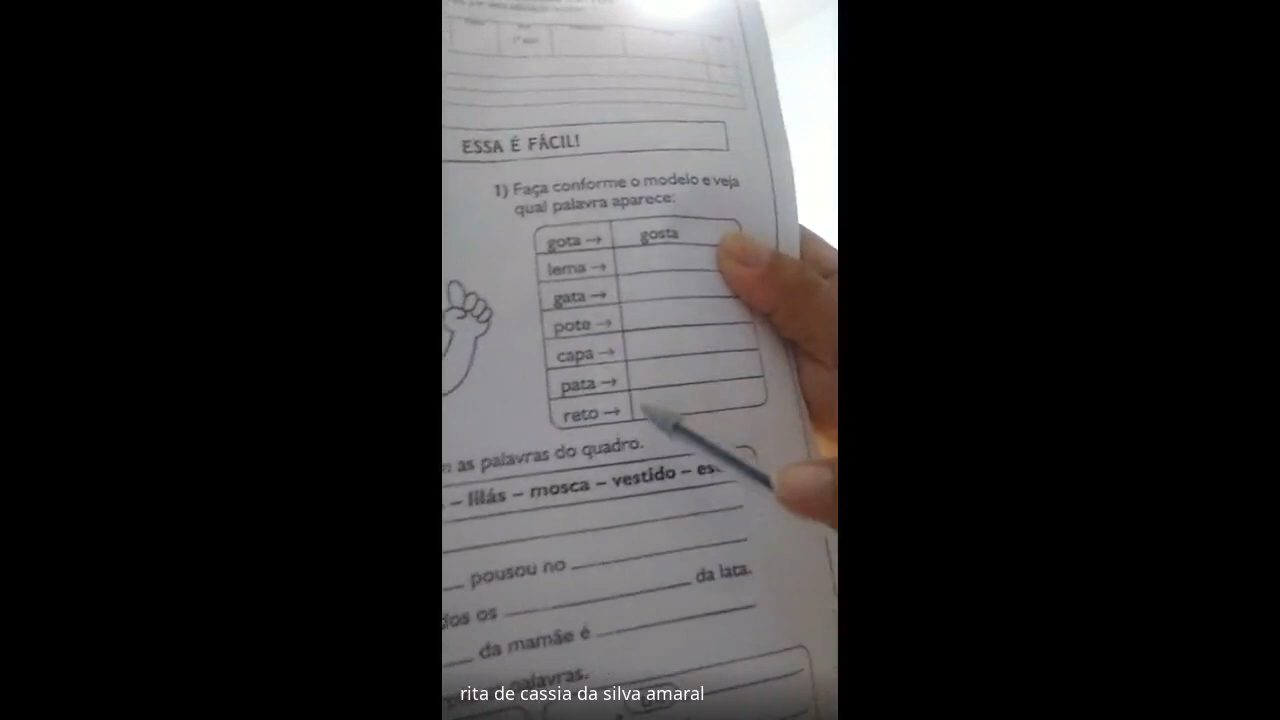 ESSA É FÁCIL!
1) Faça conforme o modelo e veja
qual palavra aparece:
gota → gosta
lema →
gata →
pote →
capa →
pata →
reto →
as palavras do quadro.
– lilás – mosca – vestido – es
pousou no
os da lata.
da mamãe é
palavras.
rita de cassia da silva amaral